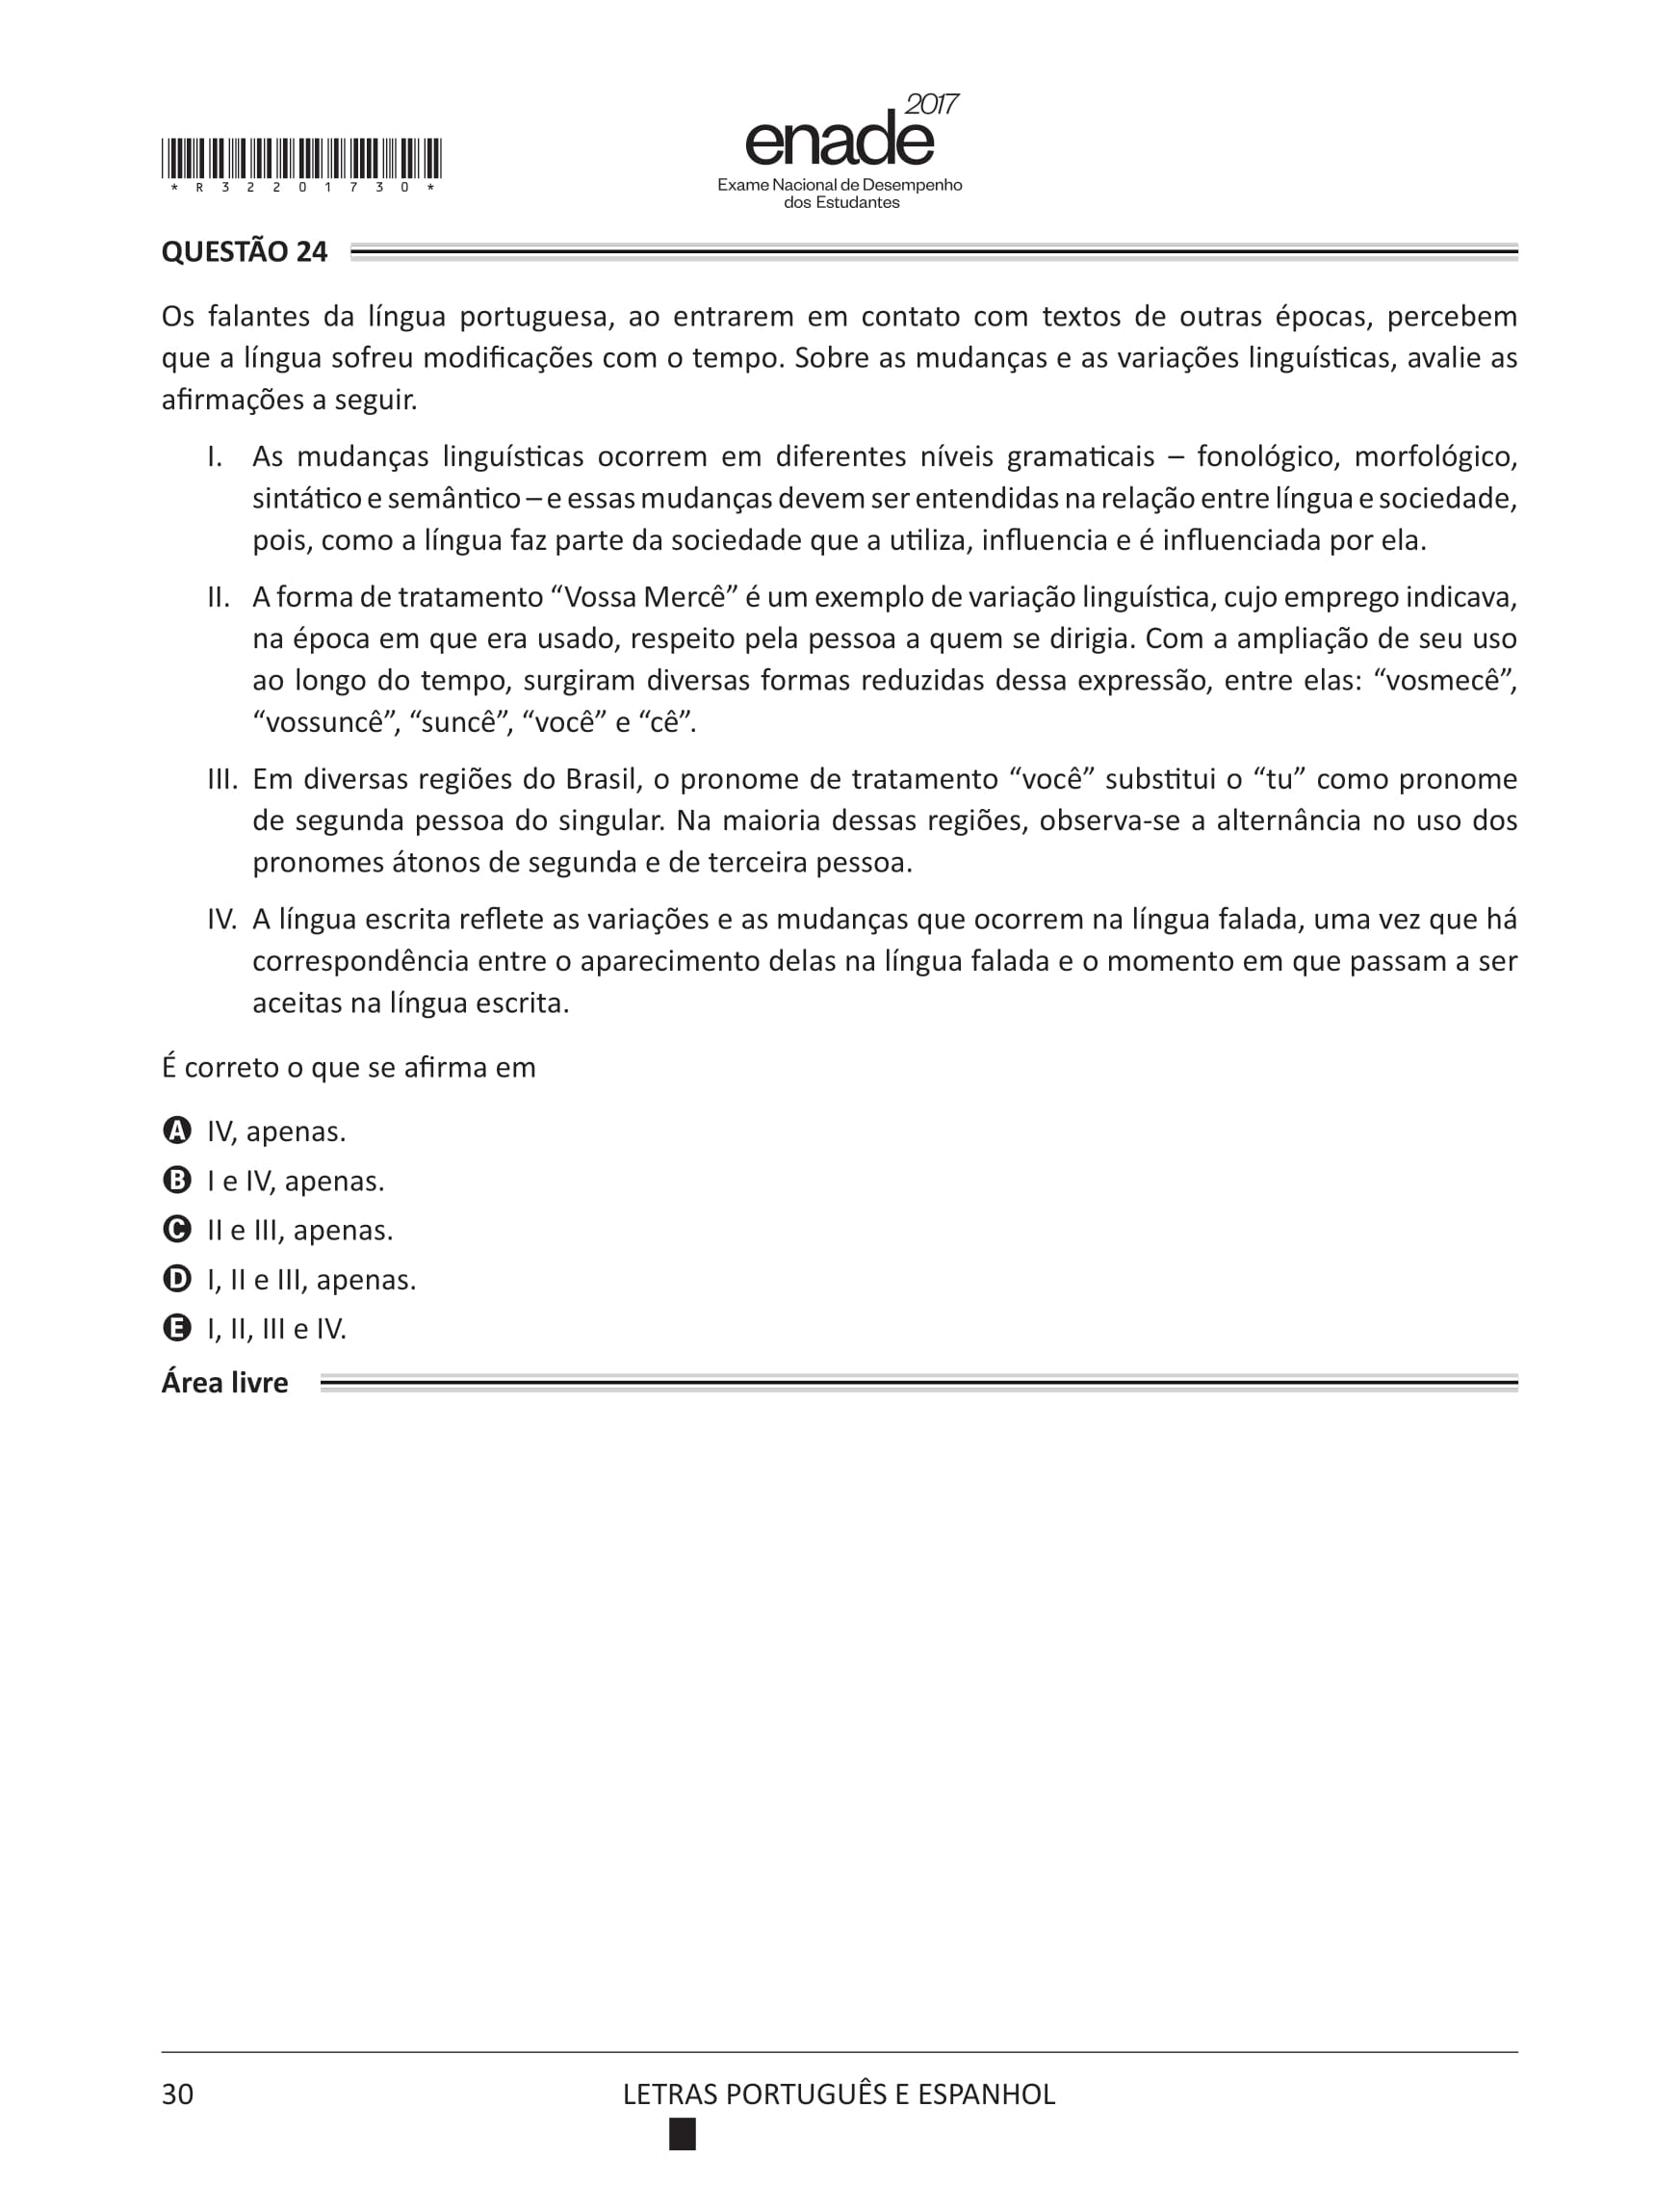 enade 2017
Exame Nacional de Desempenho
dos Estudantes
* R 3 2 2 0 1 7 3 0 *
QUESTÃO 24
Os falantes da língua portuguesa, ao entrarem em contato com textos de outras épocas, percebem
que a língua sofreu modificações com o tempo. Sobre as mudanças e as variações linguísticas, avalie as
afirmações a seguir.
I. As mudanças linguísticas ocorrem em diferentes níveis gramaticais – fonológico, morfológico,
sintático e semântico – e essas mudanças devem ser entendidas na relação entre língua e sociedade,
pois, como a língua faz parte da sociedade que a utiliza, influencia e é influenciada por ela.
II. A forma de tratamento “Vossa Mercê” é um exemplo de variação linguística, cujo emprego indicava,
na época em que era usado, respeito pela pessoa a quem se dirigia. Com a ampliação de seu uso
ao longo do tempo, surgiram diversas formas reduzidas dessa expressão, entre elas: “vosmecê”,
“vossuncê”, “suncê”, “você” e “cê”.
III. Em diversas regiões do Brasil, o pronome de tratamento “você” substitui o “tu” como pronome
de segunda pessoa do singular. Na maioria dessas regiões, observa-se a alternância no uso dos
pronomes átonos de segunda e de terceira pessoa.
IV. A língua escrita reflete as variações e as mudanças que ocorrem na língua falada, uma vez que há
correspondência entre o aparecimento delas na língua falada e o momento em que passam a ser
aceitas na língua escrita.
É correto o que se afirma em
A IV, apenas.
B I e IV, apenas.
C II e III, apenas.
D I, II e III, apenas.
E I, II, III e IV.
Área livre
30
LETRAS PORTUGUÊS E ESPANHOL